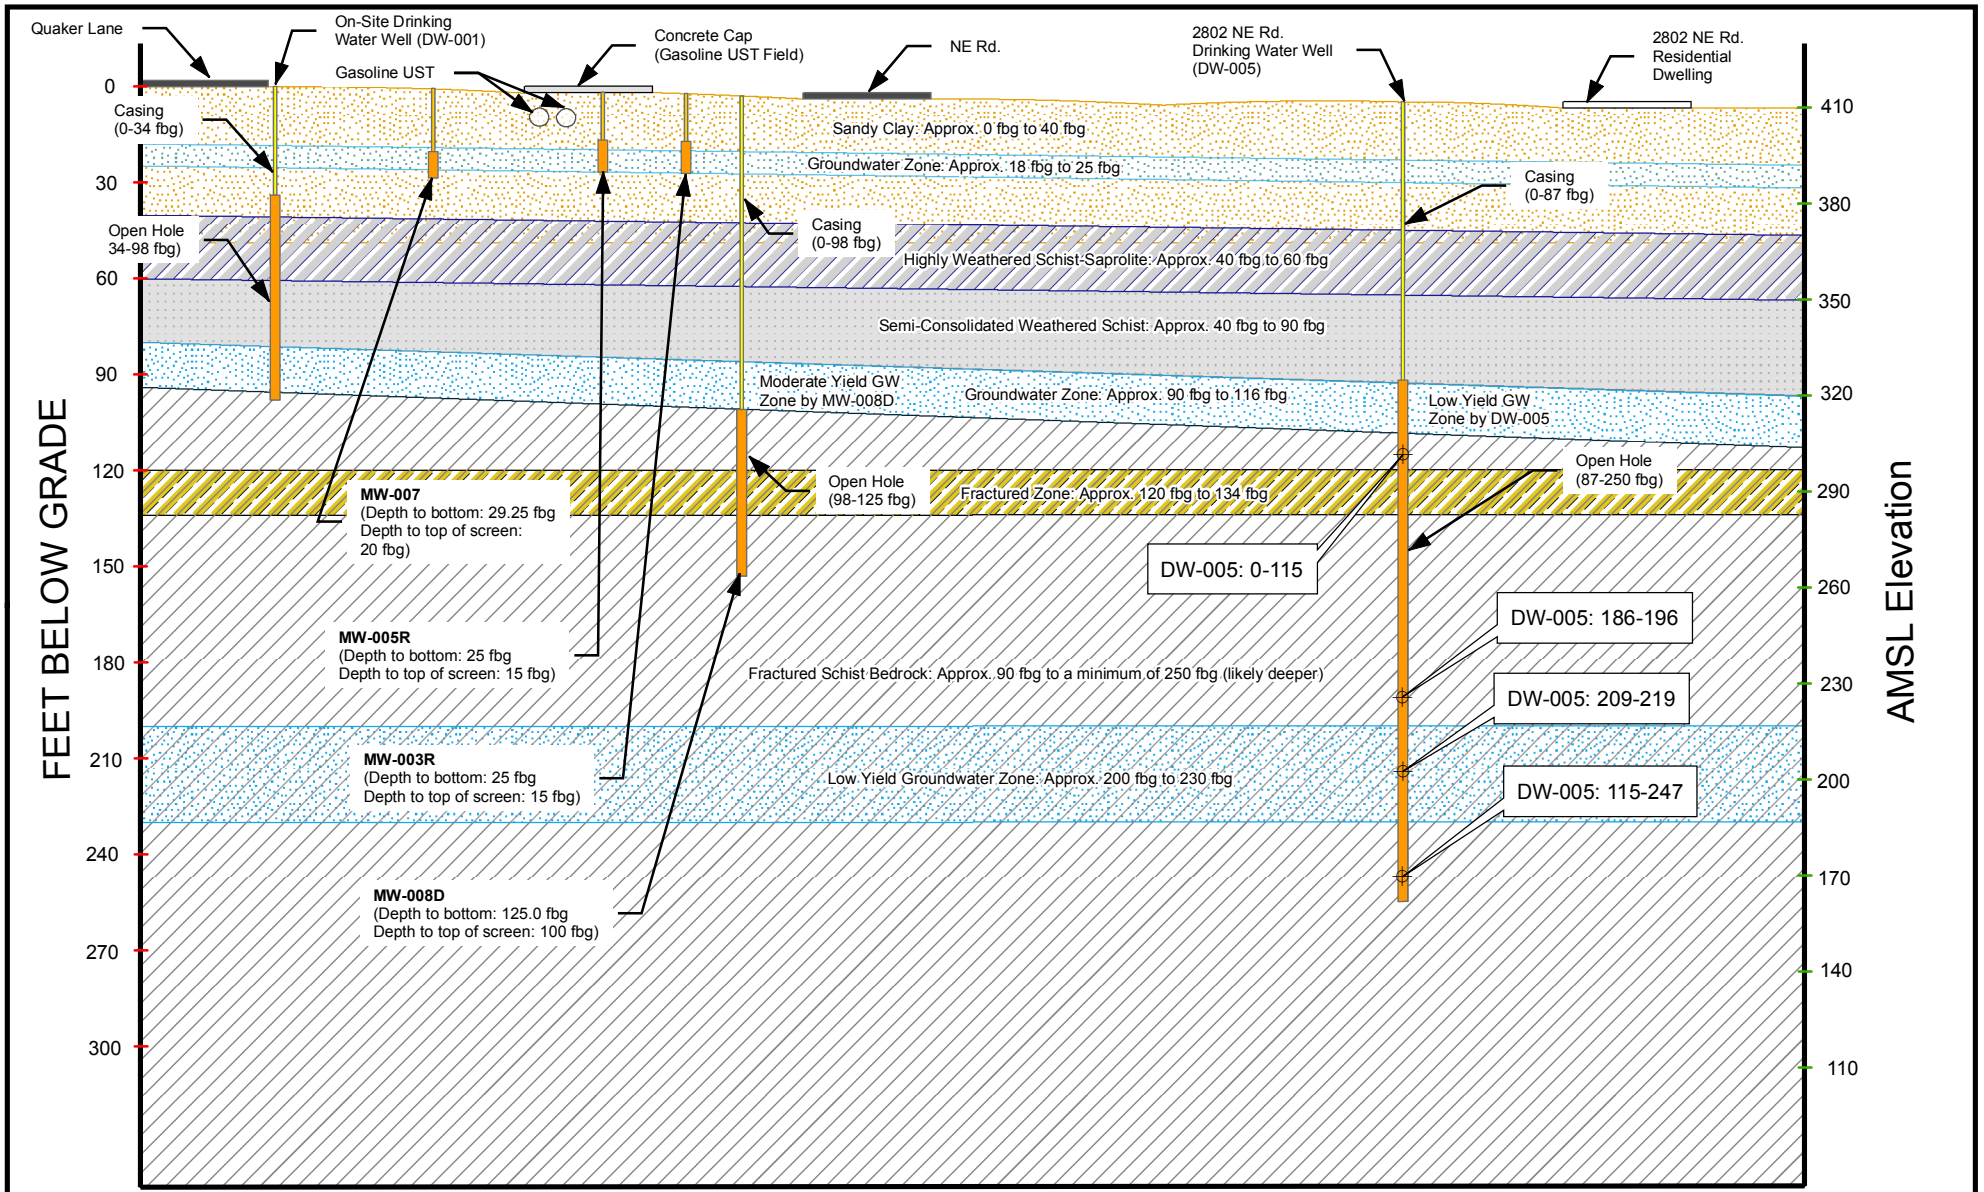 Quaker Lane
On-Site Drinking
Water Well (DW-001)
Gasoline UST
Concrete Cap
(Gasoline UST Field)
NE Rd.
2802 NE Rd.
Drinking Water Well
(DW-005)
2802 NE Rd.
Residential
Dwelling
FEET BELOW GRADE
0
30
60
90
120
150
180
210
240
270
300
Casing
(0-34 fbg)
Open Hole
34-98 fbg)
Sandy Clay: Approx. 0 fbg to 40 fbg
Groundwater Zone: Approx. 18 fbg to 25 fbg
Casing
(0-98 fbg)
Casing
(0-87 fbg)
Highly Weathered Schist-Saprolite: Approx. 40 fbg to 60 fbg
Semi-Consolidated Weathered Schist: Approx. 40 fbg to 90 fbg
Moderate Yield GW
Zone by MW-008D
Groundwater Zone: Approx. 90 fbg to 116 fbg
Low Yield GW
Zone by DW-005
Open Hole
(98-125 fbg)
Fractured Zone: Approx. 120 fbg to 134 fbg
Open Hole
(87-250 fbg)
MW-007
(Depth to bottom: 29.25 fbg
Depth to top of screen:
20 fbg)
DW-005: 0-115
DW-005: 186-196
MW-005R
(Depth to bottom: 25 fbg
Depth to top of screen: 15 fbg)
Fractured Schist Bedrock: Approx. 90 fbg to a minimum of 250 fbg (likely deeper)
DW-005: 209-219
MW-003R
(Depth to bottom: 25 fbg
Depth to top of screen: 15 fbg)
Low Yield Groundwater Zone: Approx. 200 fbg to 230 fbg
DW-005: 115-247
MW-008D
(Depth to bottom: 125.0 fbg
Depth to top of screen: 100 fbg)
410
380
350
320
290
260
230
200
170
140
110
AMSL Elevation